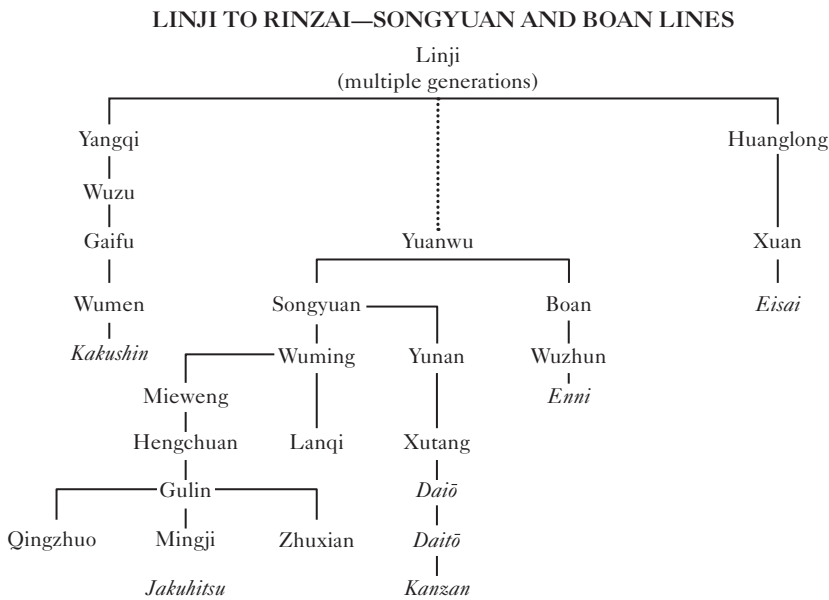 LINJI TO RINZAI—SONGYUAN AND BOAN LINES
Linji
(multiple generations)
Yangqi Huanglong
Wuzu
Gaifu Yuanwu Xuan
Wumen Songyuan Boan Eisai
Kakushin Wuming Yunan Wuzhun
Mieweng Enni
Hengchuan Lanqi Xutang
Gulin Daiō
Qingzhuo Mingji Zhuxian Daitō
Jakuhitsu Kanzan